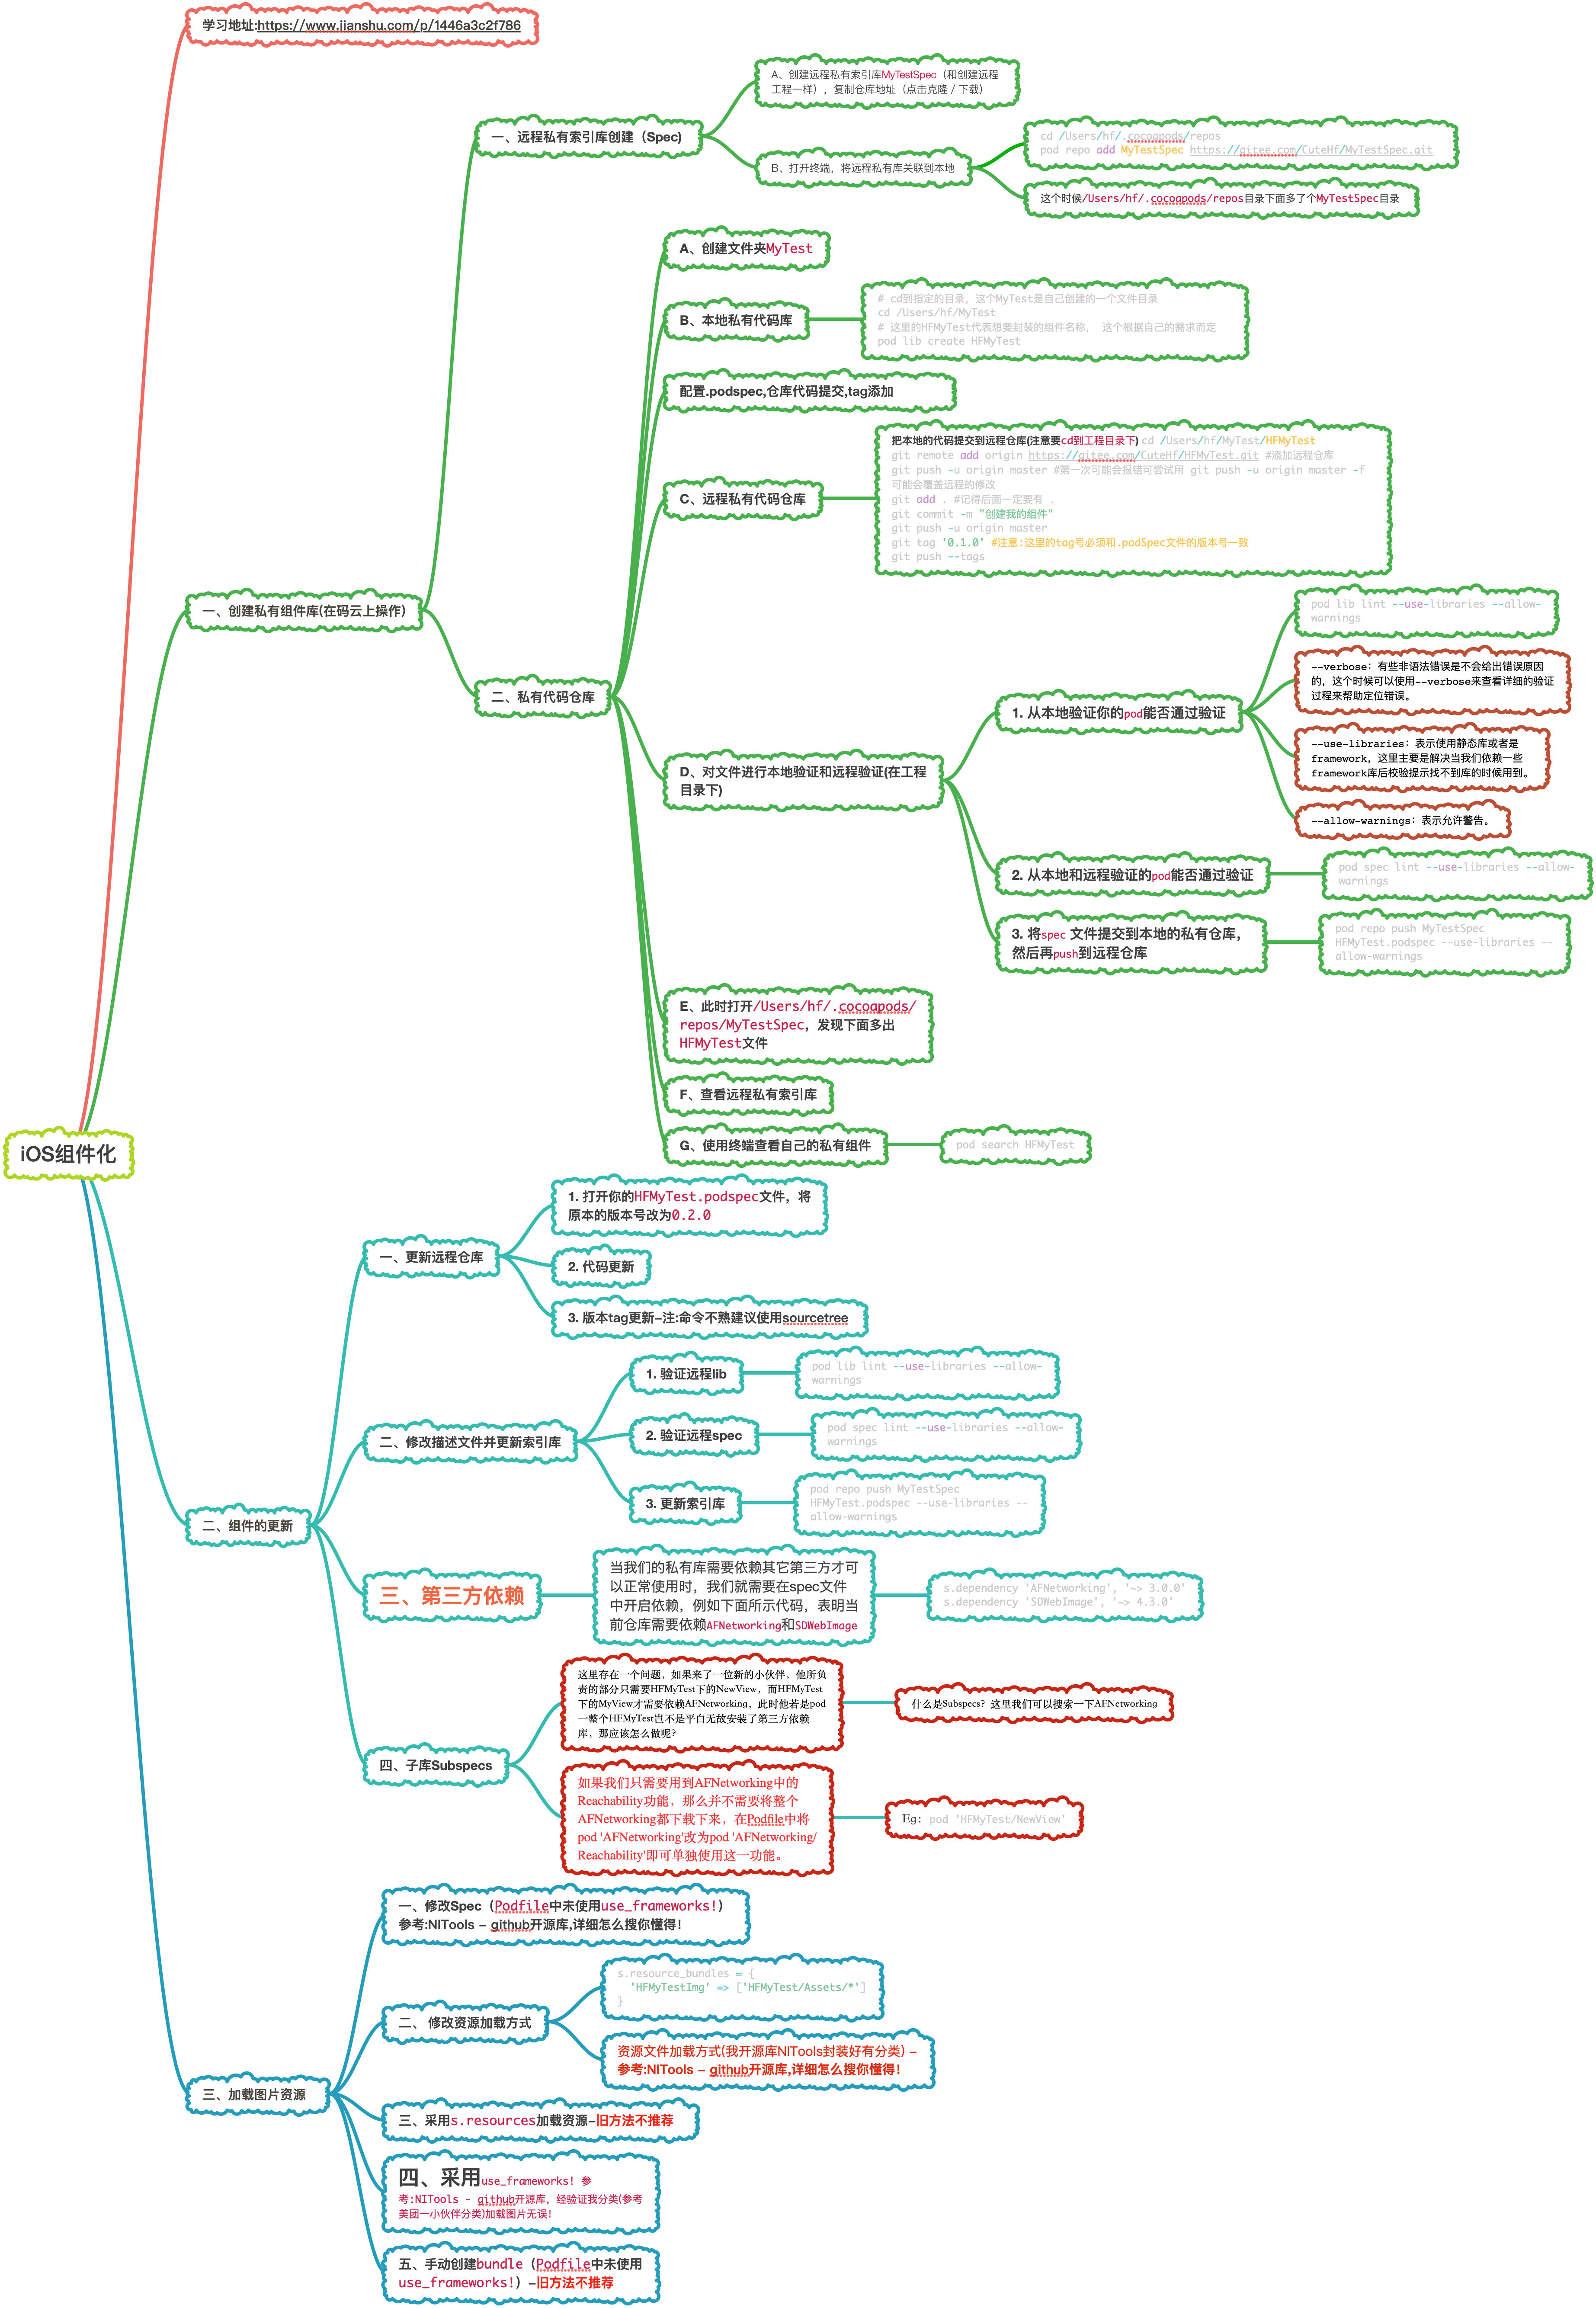 学习地址:https://www.jianshu.com/p/1446a3c2f786
A、创建远程私有索引库MyTestSpec（和创建远程
工程一样），复制仓库地址（点击克隆 / 下载）
一、远程私有索引库创建（Spec)
cd /Users/hf/.cocoapods/repos
pod repo add MyTestSpec https://gitee.com/CuteHf/MyTestSpec.git
B、打开终端，将远程私有库关联到本地
这个时候/Users/hf/.cocoapods/repos目录下面多了个MyTestSpec目录
A、创建文件夹MyTest
B、本地私有代码库
# cd到指定的目录，这个MyTest是自己创建的一个文件目录
cd /Users/hf/MyTest
# 这里的HFMyTest代表想要封装的组件名称， 这个根据自己的需求而定
pod lib create HFMyTest
配置.podspec,仓库代码提交,tag添加
C、远程私有代码仓库
把本地的代码提交到远程仓库(注意要cd到工程目录下) cd /Users/hf/MyTest/HFMyTest
git remote add origin https://gitee.com/CuteHf/HFMyTest.git #添加远程仓库
git push -u origin master #第一次可能会报错可尝试用 git push -u origin master -f
可能会覆盖远程的修改
git add . #记得后面一定要有 .
git commit -m "创建我的组件"
git push -u origin master
git tag '0.1.0' #注意:这里的tag号必须和.podSpec文件的版本号一致
git push --tags
一、创建私有组件库(在码云上操作）
二、私有代码仓库
D、对文件进行本地验证和远程验证(在工程
目录下)
1. 从本地验证你的pod能否通过验证
pod lib lint --use-libraries --allow-
warnings
--verbose：有些非语法错误是不会给出错误原因
的，这个时候可以使用--verbose来查看详细的验证
过程来帮助定位错误。
--use-libraries：表示使用静态库或者是
framework，这里主要是解决当我们依赖一些
framework库后校验提示找不到库的时候用到。
--allow-warnings：表示允许警告。
2. 从本地和远程验证的pod能否通过验证
pod spec lint --use-libraries --allow-
warnings
3. 将spec 文件提交到本地的私有仓库，
然后再push到远程仓库
pod repo push MyTestSpec
HFMyTest.podspec --use-libraries --
allow-warnings
E、此时打开/Users/hf/.cocoapods/
repos/MyTestSpec，发现下面多出
HFMyTest文件
F、查看远程私有索引库
G、使用终端查看自己的私有组件
pod search HFMyTest
iOS组件化
一、更新远程仓库
1. 打开你的HFMyTest.podspec文件，将
原本的版本号改为0.2.0
2. 代码更新
3. 版本tag更新-注:命令不熟建议使用sourcetree
二、修改描述文件并更新索引库
1. 验证远程lib
pod lib lint --use-libraries --allow-
warnings
2. 验证远程spec
pod spec lint --use-libraries --allow-
warnings
3. 更新索引库
pod repo push MyTestSpec
HFMyTest.podspec --use-libraries --
allow-warnings
二、组件的更新
三、第三方依赖
当我们的私有库需要依赖其它第三方才可
以正常使用时，我们就需要在spec文件
中开启依赖，例如下面所示代码，表明当
前仓库需要依赖AFNetworking和SDWebImage
s.dependency 'AFNetworking', '~> 3.0.0'
s.dependency 'SDWebImage', '~> 4.3.0'
四、子库Subspecs
这里存在一个问题，如果来了一位新的小伙伴，他所负
责的部分只需要HFMyTest下的NewView，而HFMyTest
下的MyView才需要依赖AFNetworking，此时他若是pod
一整个HFMyTest岂不是平白无故安装了第三方依赖
库，那应该怎么做呢？
什么是Subspecs？这里我们可以搜索一下AFNetworking
如果我们只需要用到AFNetworking中的
Reachability功能，那么并不需要将整个
AFNetworking都下载下来，在Podfile中将
pod 'AFNetworking'改为pod 'AFNetworking/
Reachability'即可单独使用这一功能。
Eg：pod 'HFMyTest/NewView'
三、加载图片资源
一、修改Spec（Podfile中未使用use_frameworks!）
参考:NITools - github开源库,详细怎么搜你懂得！
二、 修改资源加载方式
s.resource_bundles = {
'HFMyTestImg' => ['HFMyTest/Assets/*']
}
资源文件加载方式(我开源库NITools封装好有分类) -
参考:NITools - github开源库,详细怎么搜你懂得！
三、采用s.resources加载资源-旧方法不推荐
四、采用use_frameworks! 参
考:NITools - github开源库，经验证我分类(参考
美团一小伙伴分类)加载图片无误！
五、手动创建bundle（Podfile中未使用
use_frameworks!）-旧方法不推荐